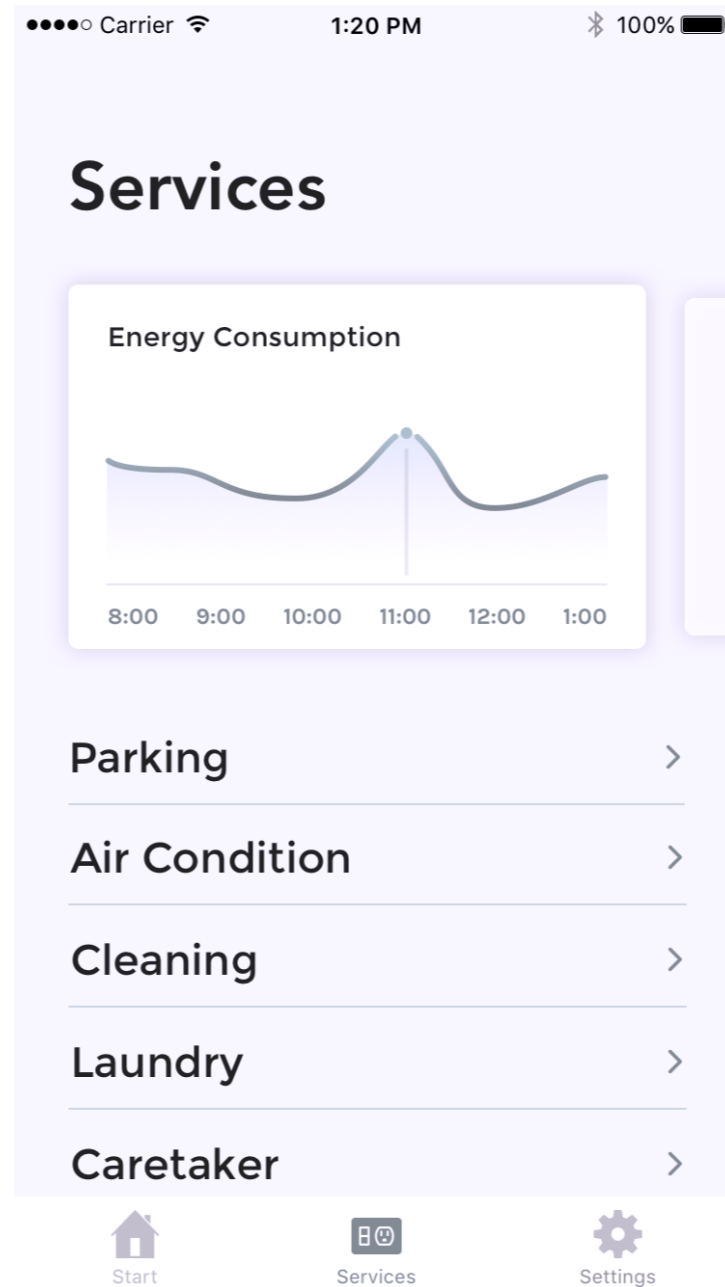 Carrier 1:20 PM 100%
Services
Energy Consumption
8:00 9:00 10:00 11:00 12:00 1:00
Parking
Air Condition
Cleaning
Laundry
Caretaker
Start Services Settings